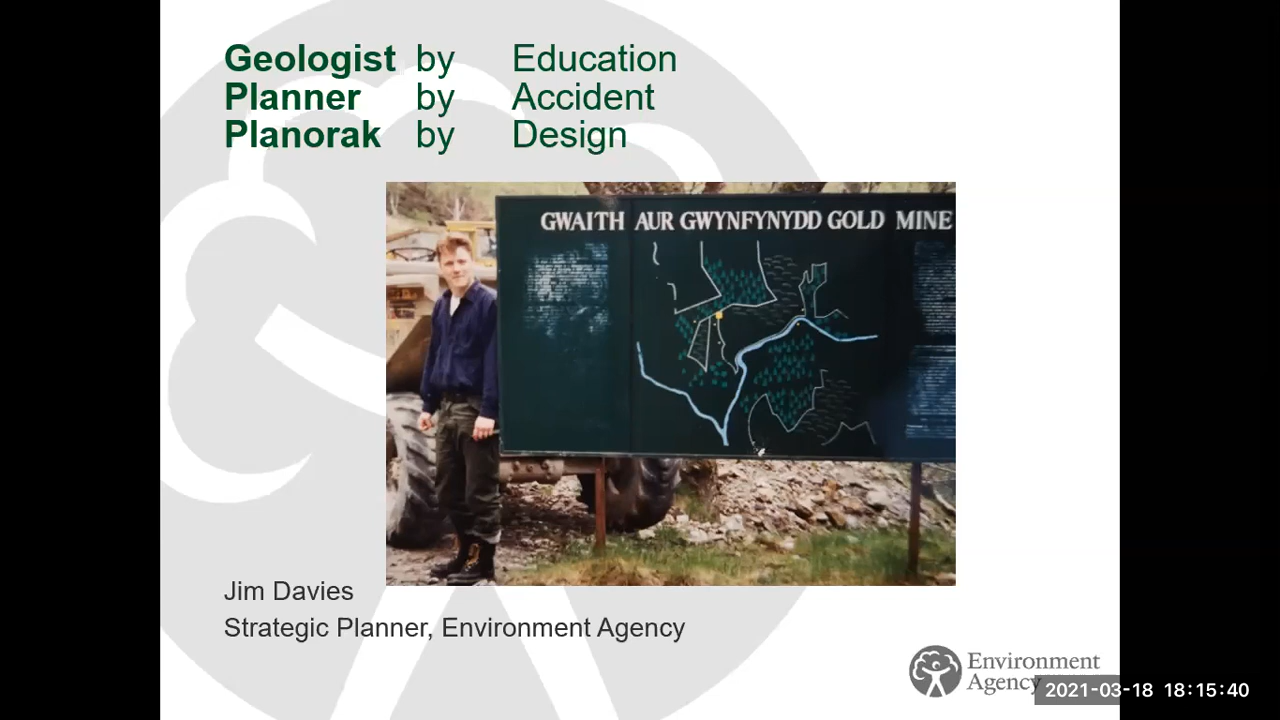 Geologist by Education
Planner by Accident
Planorak by Design
GWAITH AUR GWYNFYNYDD GOLD MINE
Jim Davies
Strategic Planner, Environment Agency
Environment
Agency
2021-03-18 18:15:40